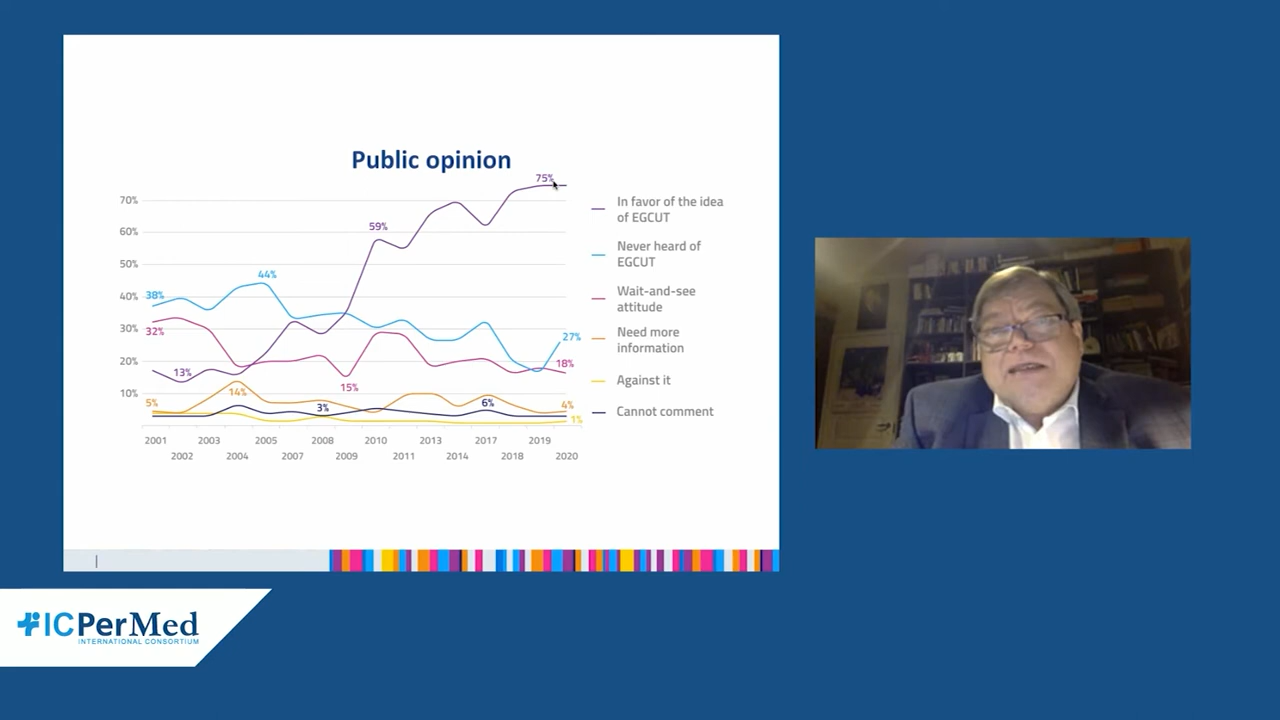 Public opinion
75%
70%
59%
60%
50%
44%
40%
38%
32%
30%
27%
20%
18%
15%
13%
14%
10%
5%
3%
6%
4%
1%
2001 2003 2005 2008 2010 2013 2017 2019
2002 2004 2007 2009 2011 2014 2018 2020
In favor of the idea
of EGCUT
Never heard of
EGCUT
Wait-and-see
attitude
Need more
information
Against it
Cannot comment
ICPerMed
INTERNATIONAL CONSORTIUM